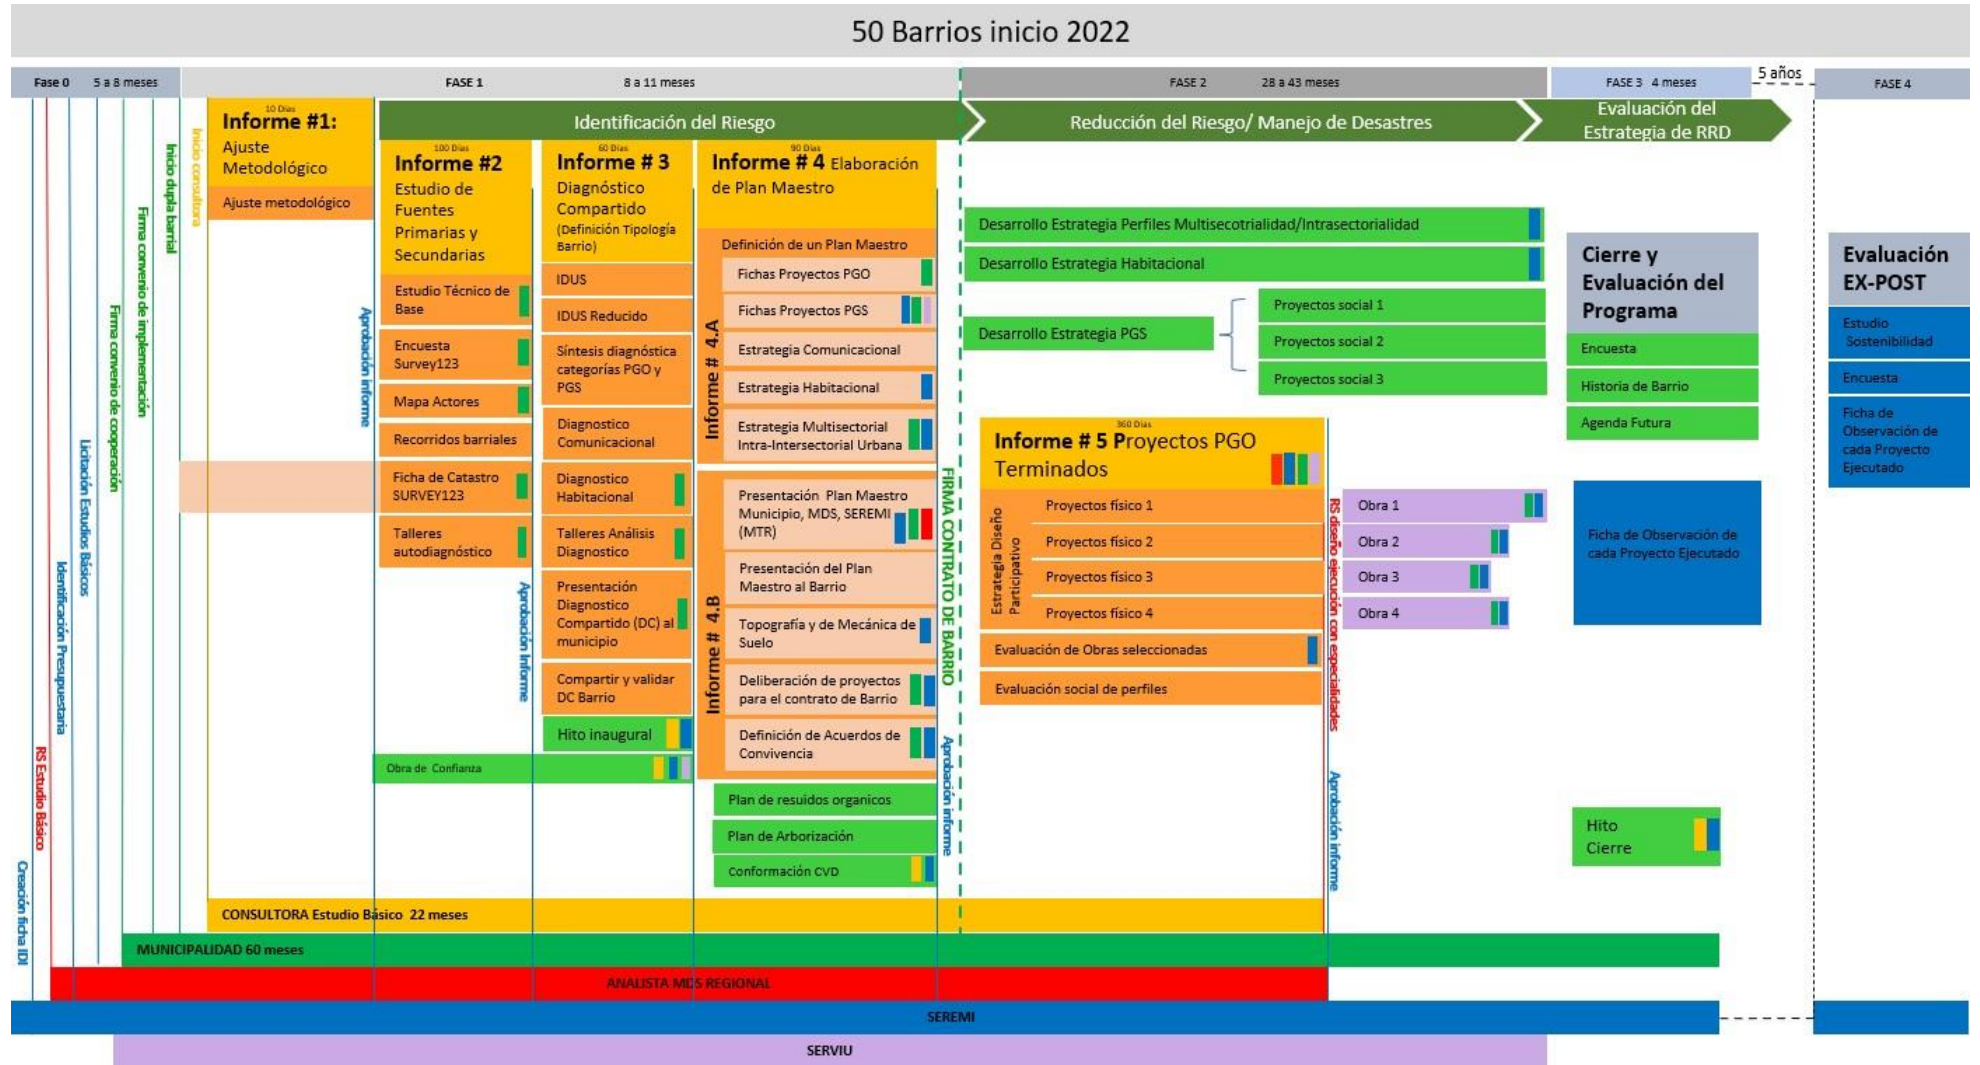 50 Barrios inicio 2022
Fase 0 5 a 8 meses
FASE 1 8 a 11 meses
FASE 2 28 a 43 meses
FASE 3 4 meses
5 años
FASE 4
Creación ficha IDI
RS Estudio Básico
Identificación Presupuestaria
Licitación Estudios Básicos
Firma convenio de cooperación
Firma convenio de implementación
Inicio dupla barrial
Inicio consultora
10 Dias
Informe #1:
Ajuste
Metodológico
Ajuste metodológico
Aprobación informe
Identificación del Riesgo
Reducción del Riesgo/ Manejo de Desastres
Evaluación del
Estrategia de RRD
100 Dias
Informe #2
Estudio de
Fuentes
Primarias y
Secundarias
Estudio Técnico de
Base
Encuesta
Survey123
Mapa Actores
Recorridos barriales
Ficha de Catastro
SURVEY123
Talleres
autodiagnóstico
Aprobación Informe
60 Dias
Informe # 3
Diagnóstico
Compartido
(Definición Tipología
Barrio)
IDUS
IDUS Reducido
Síntesis diagnóstica
categorías PGO y
PGS
Diagnostico
Comunicacional
Diagnostico
Habitacional
Talleres Análisis
Diagnostico
Presentación
Diagnostico
Compartido (DC) al
municipio
Compartir y validar
DC Barrio
Hito inaugural
Obra de Confianza
90 Dias
Informe # 4 Elaboración
de Plan Maestro
Informe # 4.A
Definición de un Plan Maestro
Fichas Proyectos PGO
Fichas Proyectos PGS
Estrategia Comunicacional
Estrategia Habitacional
Estrategia Multisectorial
Intra-Intersectorial Urbana
Informe # 4.B
Presentación Plan Maestro
Municipio, MDS, SEREMI
(MTR)
Presentación del Plan
Maestro al Barrio
Topografía y de Mecánica de
Suelo
Deliberación de proyectos
para el contrato de Barrio
Definición de Acuerdos de
Convivencia
Plan de resuidos organicos
Plan de Arborización
Conformación CVD
Aprobación informe
FIRMA CONTRATO DE BARRIO
Desarrollo Estrategia Perfiles Multisecotrialidad/Intrasectorialidad
Desarrollo Estrategia Habitacional
Desarrollo Estrategia PGS
Proyectos social 1
Proyectos social 2
Proyectos social 3
360 Dias
Informe # 5 Proyectos PGO
Terminados
Estrategia Diseño
Participativo
Proyectos físico 1
Proyectos físico 2
Proyectos físico 3
Proyectos físico 4
Evaluación de Obras seleccionadas
Evaluación social de perfiles
RS diseño ejecución con especialidades
Aprobación informe
Obra 1
Obra 2
Obra 3
Obra 4
Cierre y
Evaluación del
Programa
Encuesta
Historia de Barrio
Agenda Futura
Ficha de Observación de
cada Proyecto Ejecutado
Hito
Cierre
Evaluación
EX-POST
Estudio
Sostenibilidad
Encuesta
Ficha de
Observación de
cada Proyecto
Ejecutado
CONSULTORA Estudio Básico 22 meses
MUNICIPALIDAD 60 meses
ANALISTA MDS REGIONAL
SEREMI
SERVIU